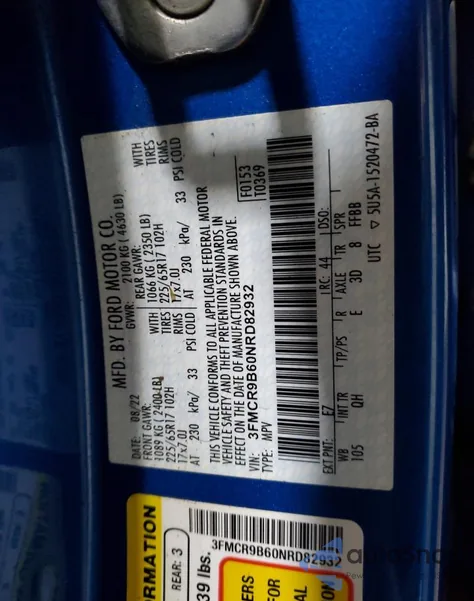 MFD. BY FORD MOTOR CO.
DATE: 08/22 GVWR: 2100 KG ( 4630 LB)
FRONT GAWR: REAR GAWR: WITH
1089 KG ( 2400 LB) WITH 1066 KG ( 2350 LB) TIRES
225/65R17 102H TIRES 225/65R17 102H RIMS
17x7.0J RIMS 17x7.0J
AT 230 kPa/ 33 PSI COLD AT 230 kPa/ 33 PSI COLD
THIS VEHICLE CONFORMS TO ALL APPLICABLE FEDERAL MOTOR
VEHICLE SAFETY AND THEFT PREVENTION STANDARDS IN
EFFECT ON THE DATE OF MANUFACTURE SHOWN ABOVE.
VIN: 3FMCR9B60NRD82932
TYPE: MPV
F0153
T0369
EXT PNT: E7 RC: 44 DSO:
WB INT TR TP/PS R AXLE TR SPR
105 QH E 3D 8 FFBB
UTC ▽ 5U5A-1520472-BA
ORMATION
REAR: 3
3FMCR9B60NRD82932
39 lbs.